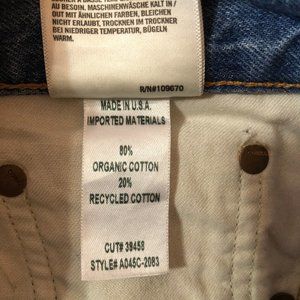 AU BESOIN. MASCHINENWÄSCHE KALT IN /
GUT MIT ÄHNLICHEN FARBEN, BLEICHEN
NICHT ERLAUBT, TROCKNEN IM TROCKNER
BEI NIEDRIGER TEMPERATUR, BÜGELN
WARM.
R/N#109670
MADE IN U.S.A.
IMPORTED MATERIALS
80%
ORGANIC COTTON
20%
RECYCLED COTTON
CUT# 39458
STYLE# A045C-2083